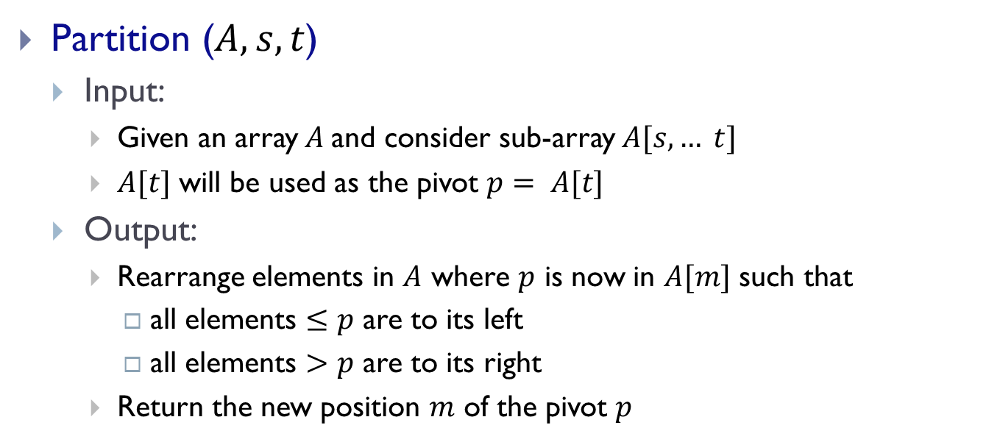 Partition (A, s, t)
Input:
Given an array A and consider sub-array A[s, … t]
A[t] will be used as the pivot p = A[t]
Output:
Rearrange elements in A where p is now in A[m] such that
all elements ≤ p are to its left
all elements > p are to its right
Return the new position m of the pivot p